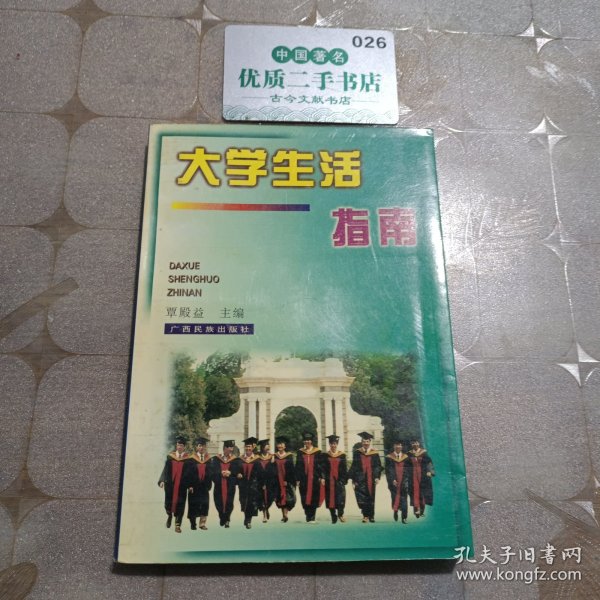 026
中国著名
优质二手书店
古今文献书店
大学生活
指南
DAXUE
SHENGHUO
ZHINAN
覃殿益 主编
广西民族出版社
孔夫子旧书网
www.kongfz.com